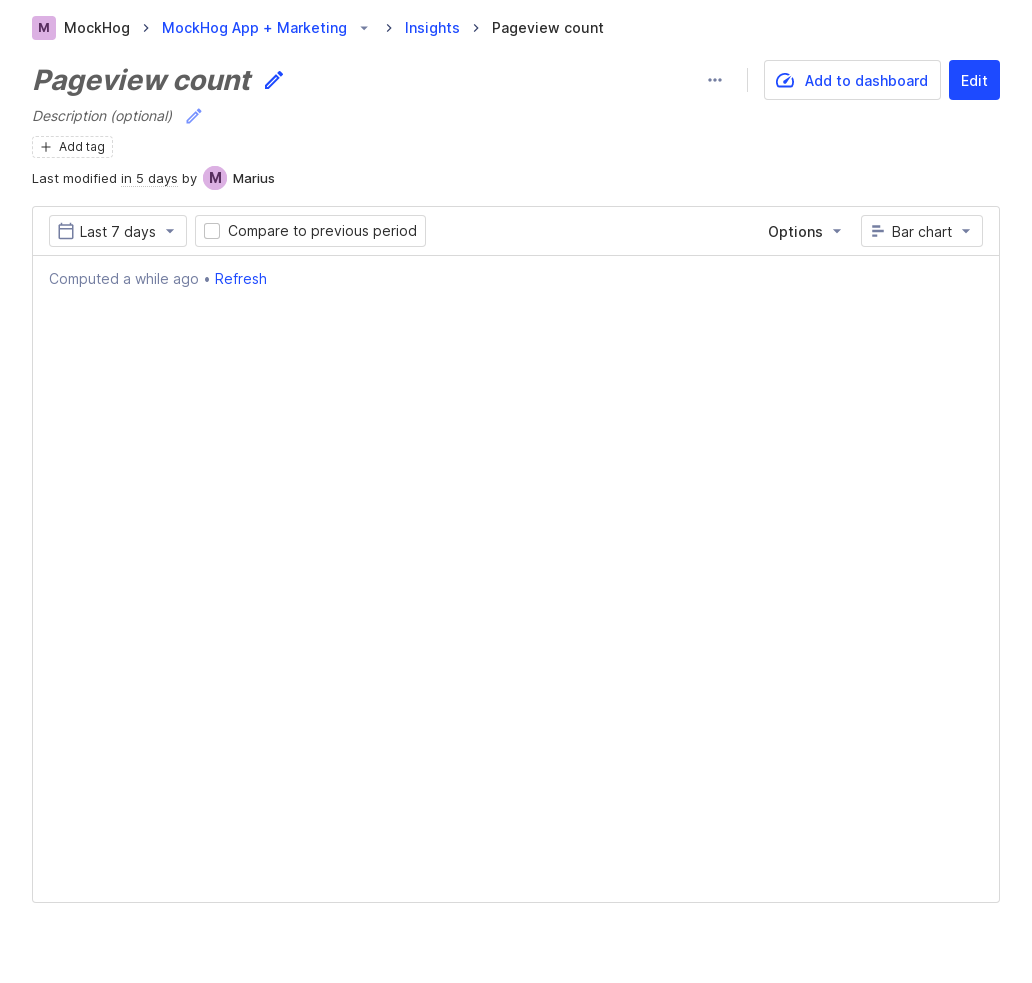 M MockHog > MockHog App + Marketing > Insights > Pageview count
Pageview count
Add to dashboard
Edit
Description (optional)
+ Add tag
Last modified in 5 days by M Marius
Last 7 days
Compare to previous period
Options
Bar chart
Computed a while ago • Refresh